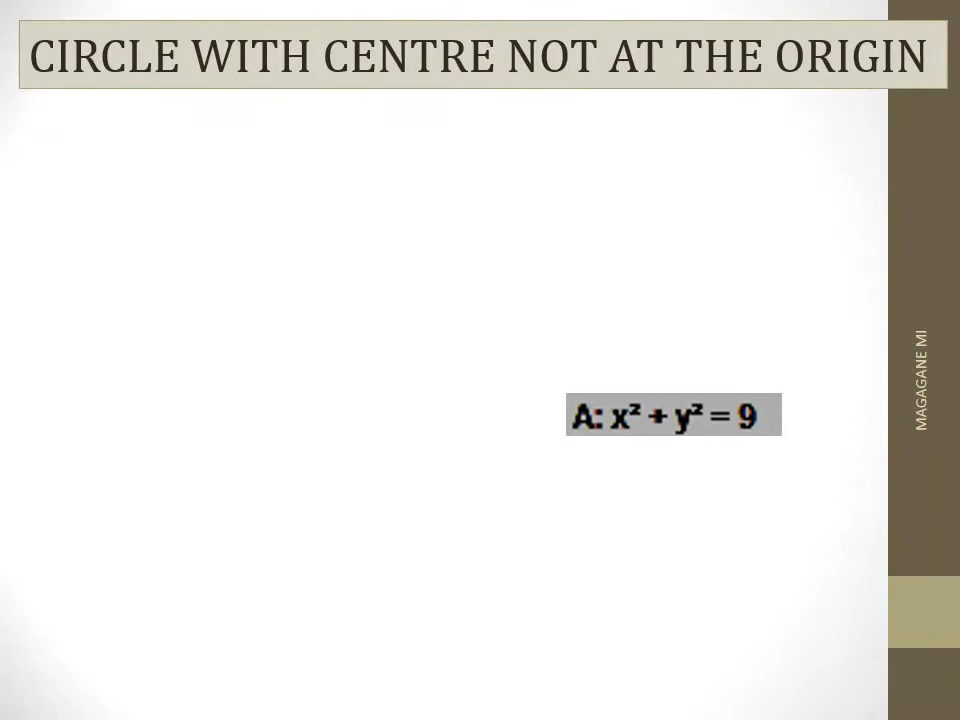 CIRCLE WITH CENTRE NOT AT THE ORIGIN
A: x² + y² = 9
MAGAGANE MI